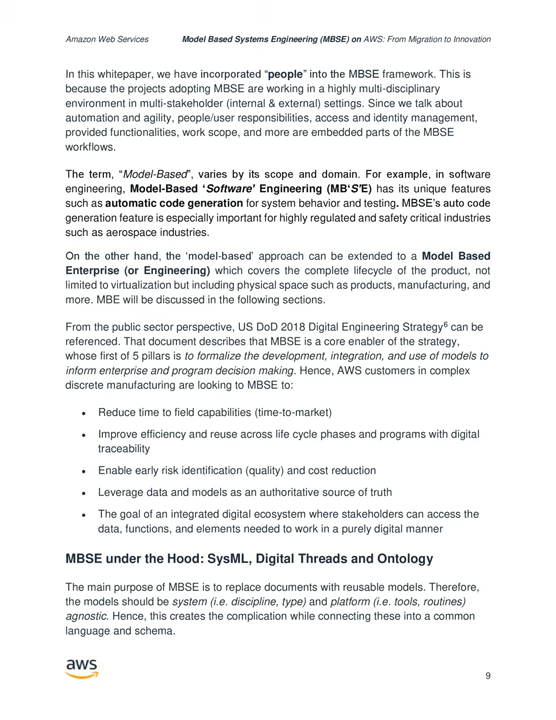 Amazon Web Services Model Based Systems Engineering (MBSE) on AWS: From Migration to Innovation
In this whitepaper, we have incorporated “people” into the MBSE framework. This is
because the projects adopting MBSE are working in a highly multi-disciplinary
environment in multi-stakeholder (internal & external) settings. Since we talk about
automation and agility, people/user responsibilities, access and identity management,
provided functionalities, work scope, and more are embedded parts of the MBSE
workflows.
The term, “Model-Based”, varies by its scope and domain. For example, in software
engineering, Model-Based ‘Software’ Engineering (MB‘S’E) has its unique features
such as automatic code generation for system behavior and testing. MBSE’s auto code
generation feature is especially important for highly regulated and safety critical industries
such as aerospace industries.
On the other hand, the ‘model-based’ approach can be extended to a Model Based
Enterprise (or Engineering) which covers the complete lifecycle of the product, not
limited to virtualization but including physical space such as products, manufacturing, and
more. MBE will be discussed in the following sections.
From the public sector perspective, US DoD 2018 Digital Engineering Strategy6 can be
referenced. That document describes that MBSE is a core enabler of the strategy,
whose first of 5 pillars is to formalize the development, integration, and use of models to
inform enterprise and program decision making. Hence, AWS customers in complex
discrete manufacturing are looking to MBSE to:
• Reduce time to field capabilities (time-to-market)
• Improve efficiency and reuse across life cycle phases and programs with digital
traceability
• Enable early risk identification (quality) and cost reduction
• Leverage data and models as an authoritative source of truth
• The goal of an integrated digital ecosystem where stakeholders can access the
data, functions, and elements needed to work in a purely digital manner
MBSE under the Hood: SysML, Digital Threads and Ontology
The main purpose of MBSE is to replace documents with reusable models. Therefore,
the models should be system (i.e. discipline, type) and platform (i.e. tools, routines)
agnostic. Hence, this creates the complication while connecting these into a common
language and schema.
aws
9